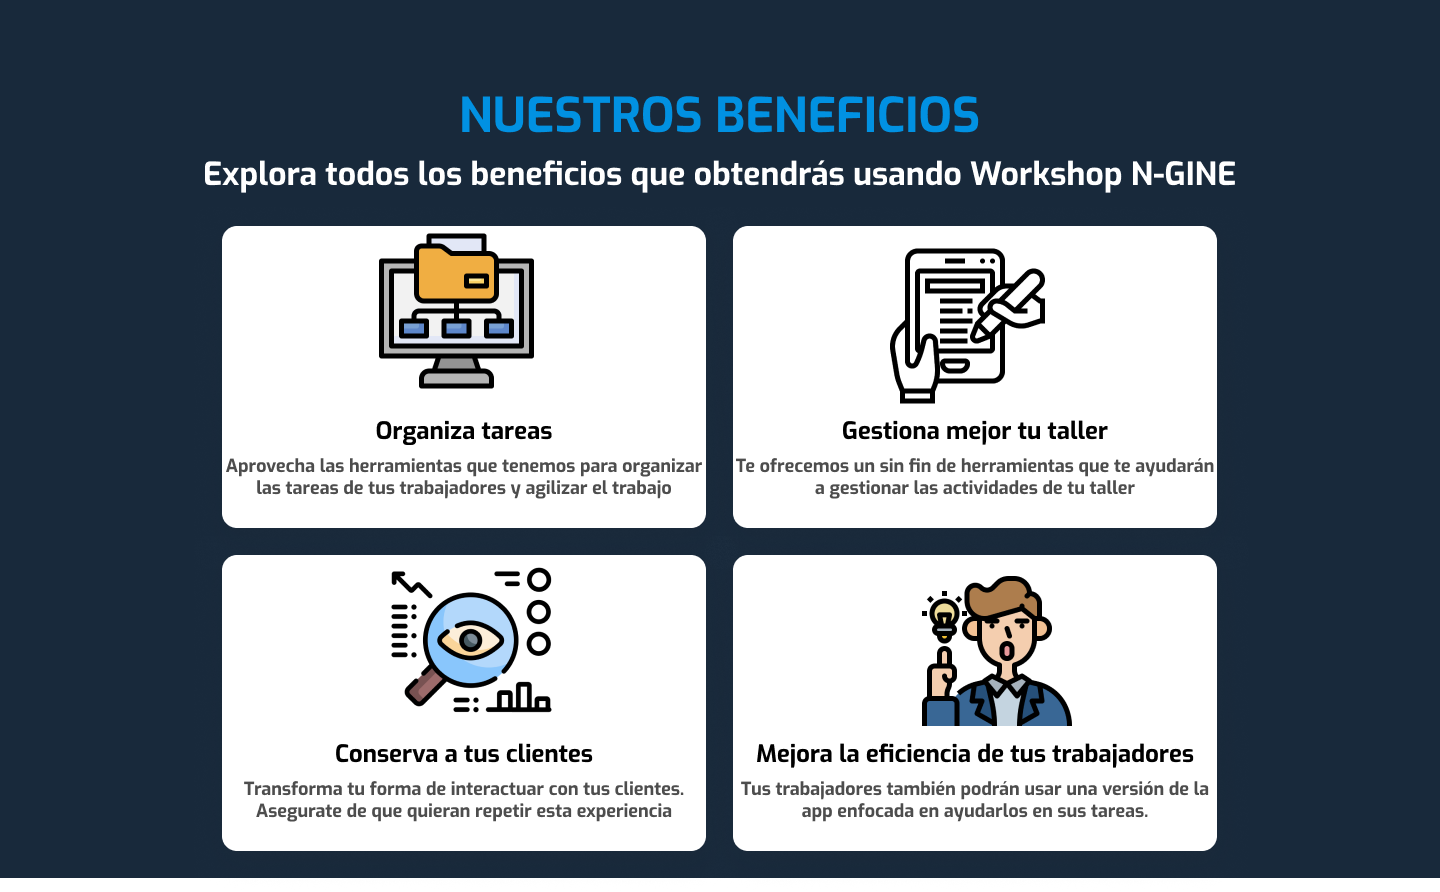 NUESTROS BENEFICIOS
Explora todos los beneficios que obtendrás usando Workshop N-GINE
Organiza tareas
Aprovecha las herramientas que tenemos para organizar
las tareas de tus trabajadores y agilizar el trabajo
Gestiona mejor tu taller
Te ofrecemos un sin fin de herramientas que te ayudarán
a gestionar las actividades de tu taller
Conserva a tus clientes
Transforma tu forma de interactuar con tus clientes.
Asegurate de que quieran repetir esta experiencia
Mejora la eficiencia de tus trabajadores
Tus trabajadores también podrán usar una versión de la
app enfocada en ayudarlos en sus tareas.